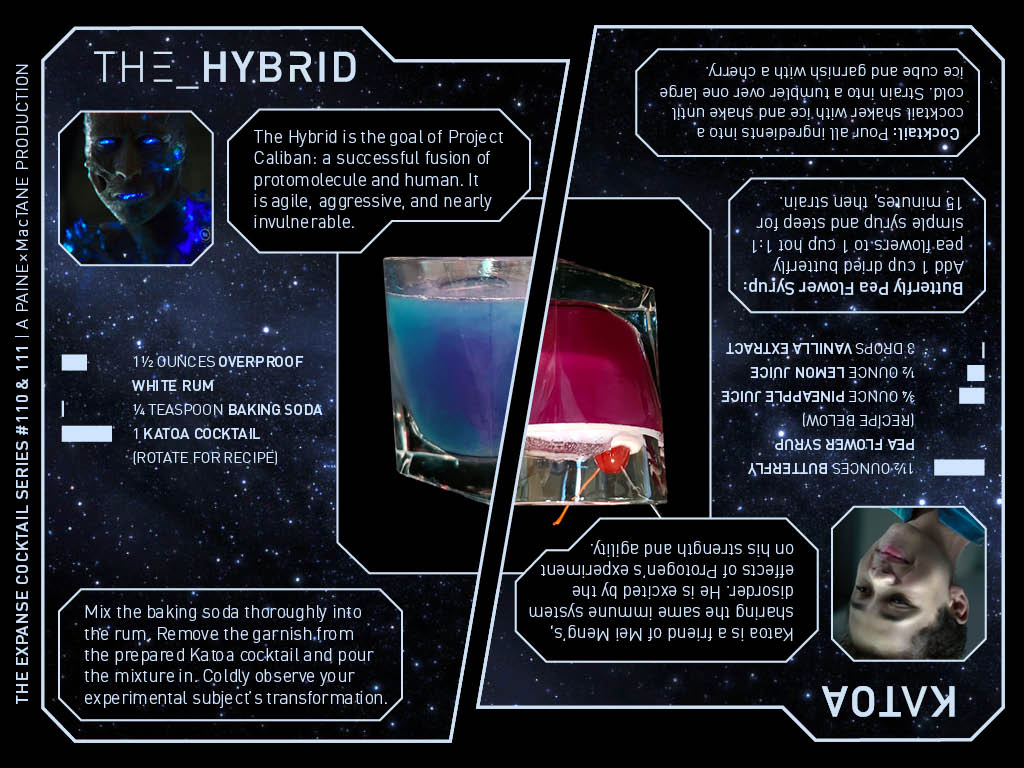 THE_HYBRID
The Hybrid is the goal of Project
Caliban: a successful fusion of
protomolecule and human. It
is agile, aggressive, and nearly
invulnerable.
1½ OUNCES OVERPROOF
WHITE RUM
¼ TEASPOON BAKING SODA
1 KATOA COCKTAIL
(ROTATE FOR RECIPE)
Mix the baking soda thoroughly into
the rum. Remove the garnish from
the prepared Katoa cocktail and pour
the mixture in. Coldly observe your
experimental subject's transformation.
THE EXPANSE COCKTAIL SERIES #110 & 111 | A PAINE×MacTANE PRODUCTION
KATOA
Katoa is a friend of Mei Meng's,
sharing the same immune system
disorder. He is excited by the
effects of Protogen's experiment
on his strength and agility.
1½ OUNCES BUTTERFLY
PEA FLOWER SYRUP
(RECIPE BELOW)
¾ OUNCE PINEAPPLE JUICE
½ OUNCE LEMON JUICE
3 DROPS VANILLA EXTRACT
Butterfly Pea Flower Syrup:
Add 1 cup dried butterfly
pea flowers to 1 cup hot 1:1
simple syrup and steep for
15 minutes, then strain.
Cocktail: Pour all ingredients into a
cocktail shaker with ice and shake until
cold. Strain into a tumbler over one large
ice cube and garnish with a cherry.